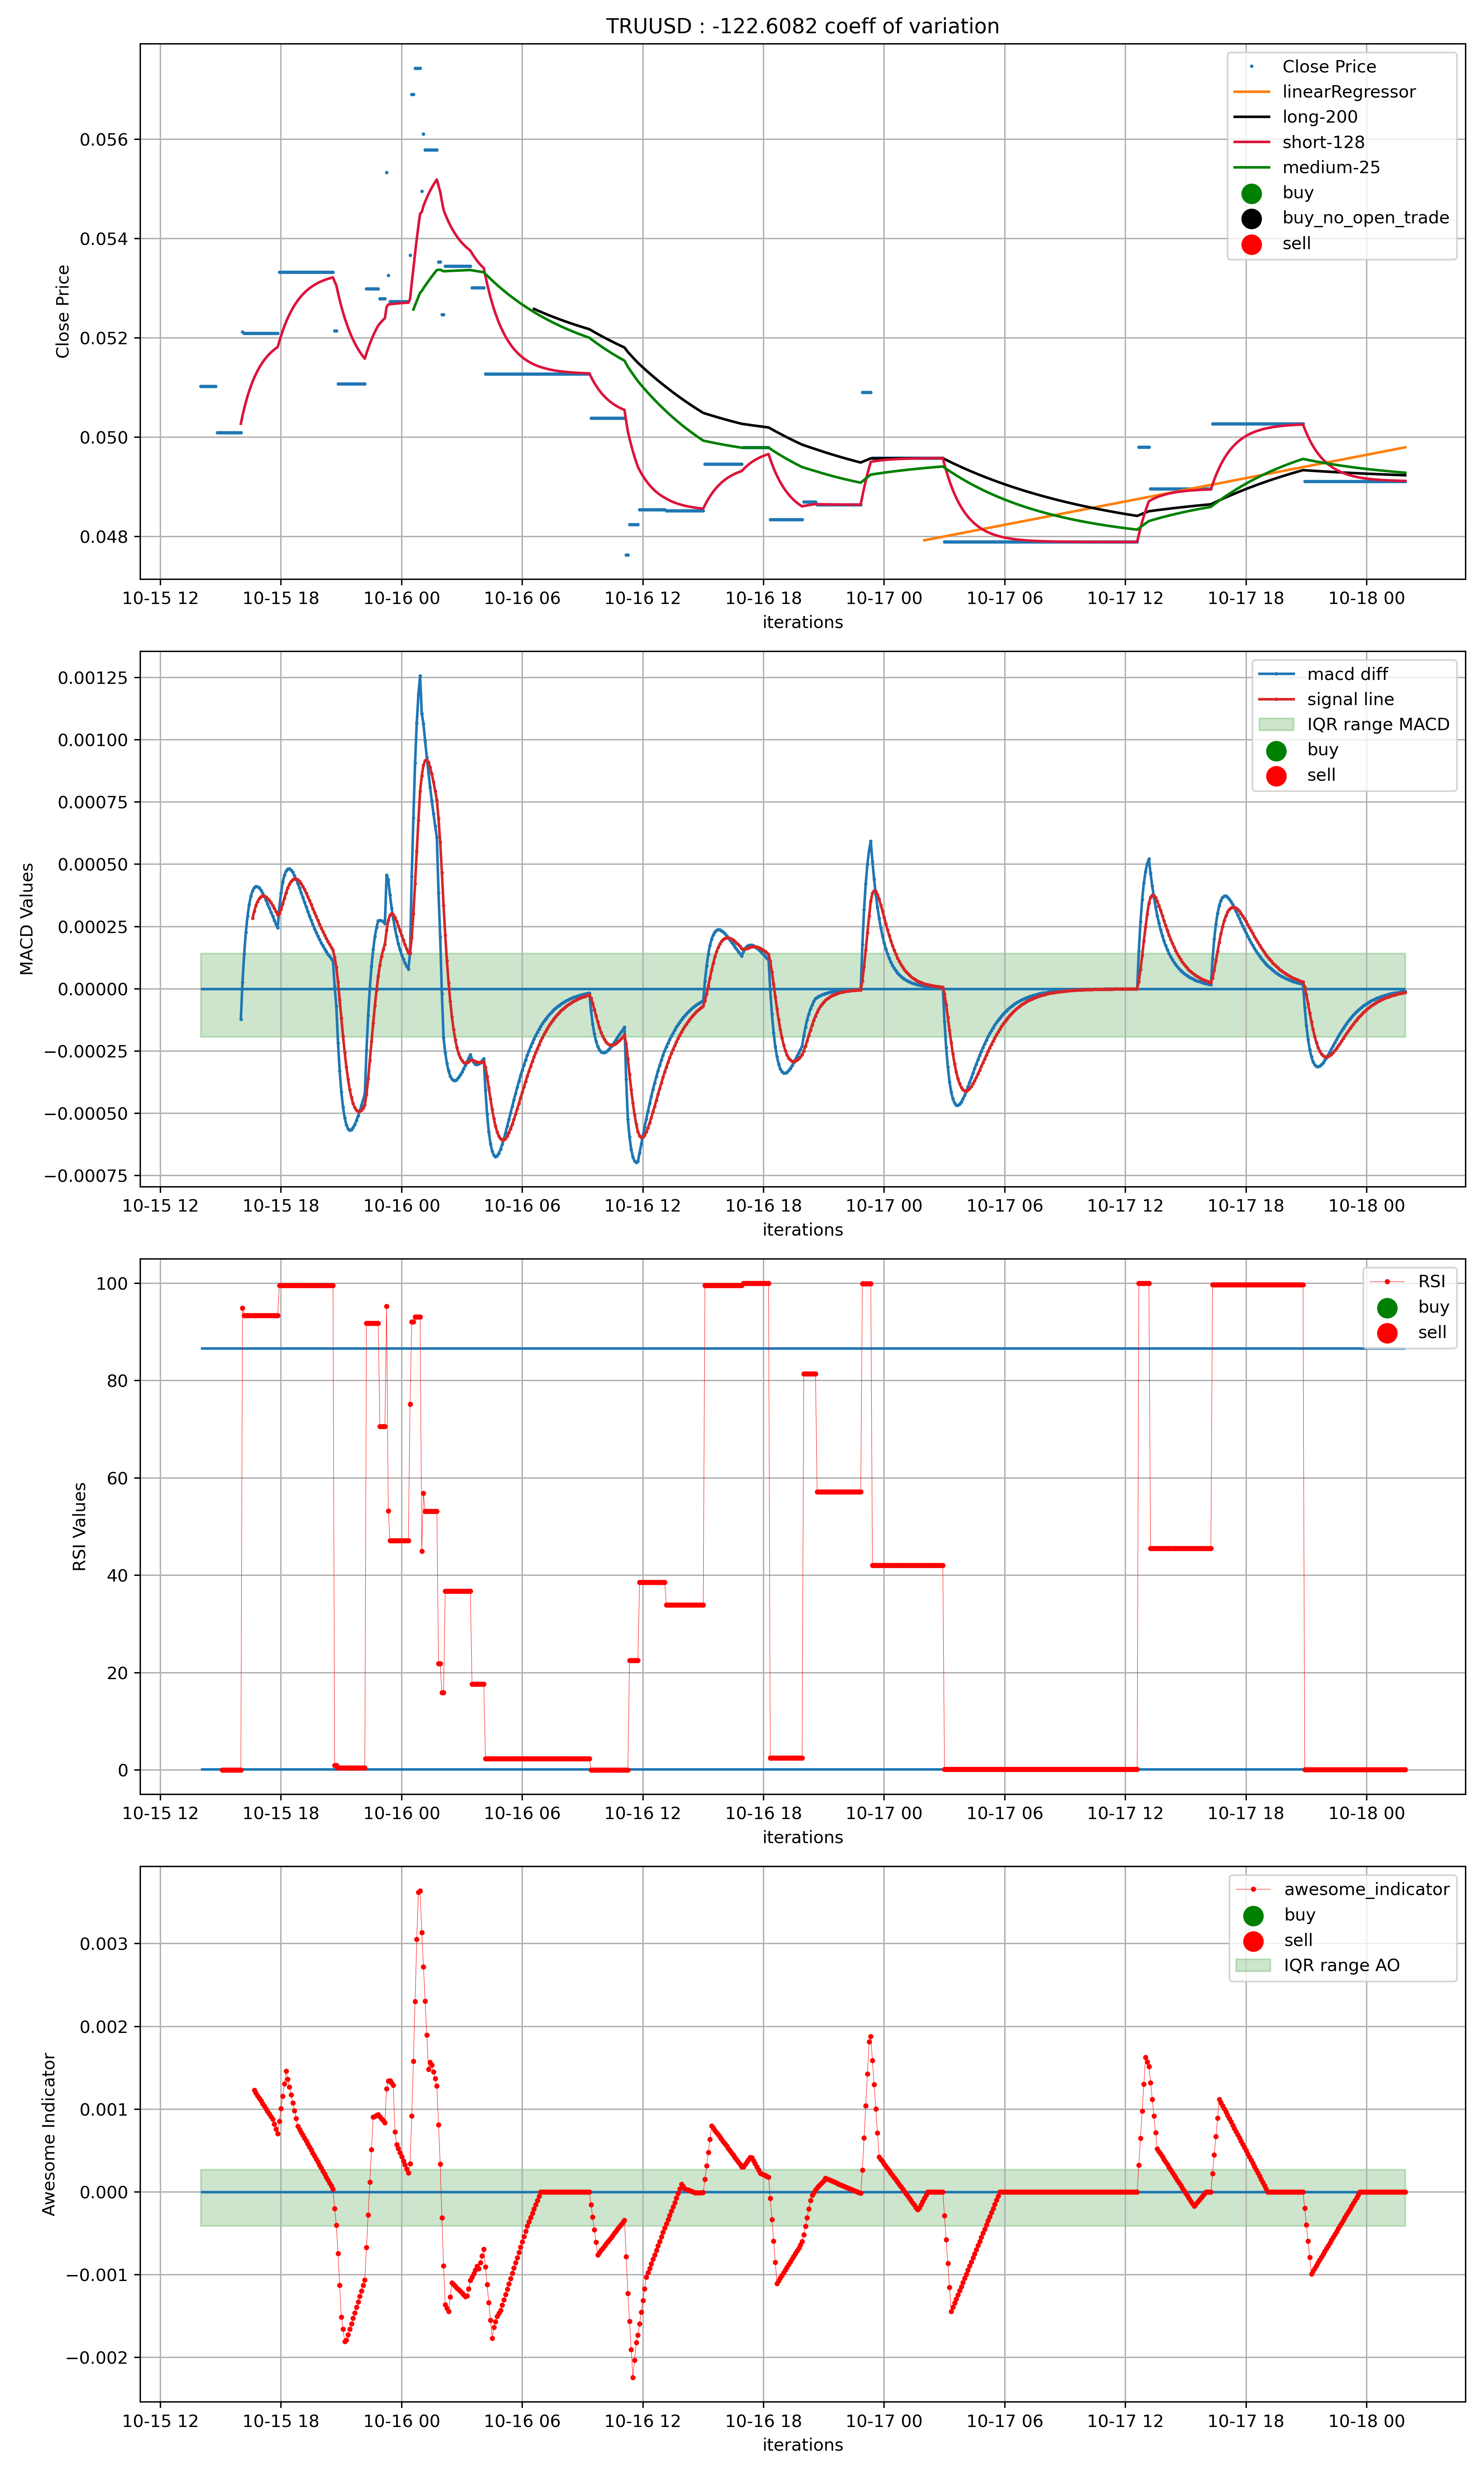 TRUUSD : -122.6082 coeff of variation
Close Price
0.056
0.054
0.052
0.050
0.048
Close Price
linearRegressor
long-200
short-128
medium-25
buy
buy_no_open_trade
sell
10-15 12 10-15 18 10-16 00 10-16 06 10-16 12 10-16 18 10-17 00 10-17 06 10-17 12 10-17 18 10-18 00
iterations
MACD Values
0.00125
0.00100
0.00075
0.00050
0.00025
0.00000
−0.00025
−0.00050
−0.00075
macd diff
signal line
IQR range MACD
buy
sell
10-15 12 10-15 18 10-16 00 10-16 06 10-16 12 10-16 18 10-17 00 10-17 06 10-17 12 10-17 18 10-18 00
iterations
RSI Values
100
80
60
40
20
0
RSI
buy
sell
10-15 12 10-15 18 10-16 00 10-16 06 10-16 12 10-16 18 10-17 00 10-17 06 10-17 12 10-17 18 10-18 00
iterations
Awesome Indicator
0.003
0.002
0.001
0.000
−0.001
−0.002
awesome_indicator
buy
sell
IQR range AO
10-15 12 10-15 18 10-16 00 10-16 06 10-16 12 10-16 18 10-17 00 10-17 06 10-17 12 10-17 18 10-18 00
iterations